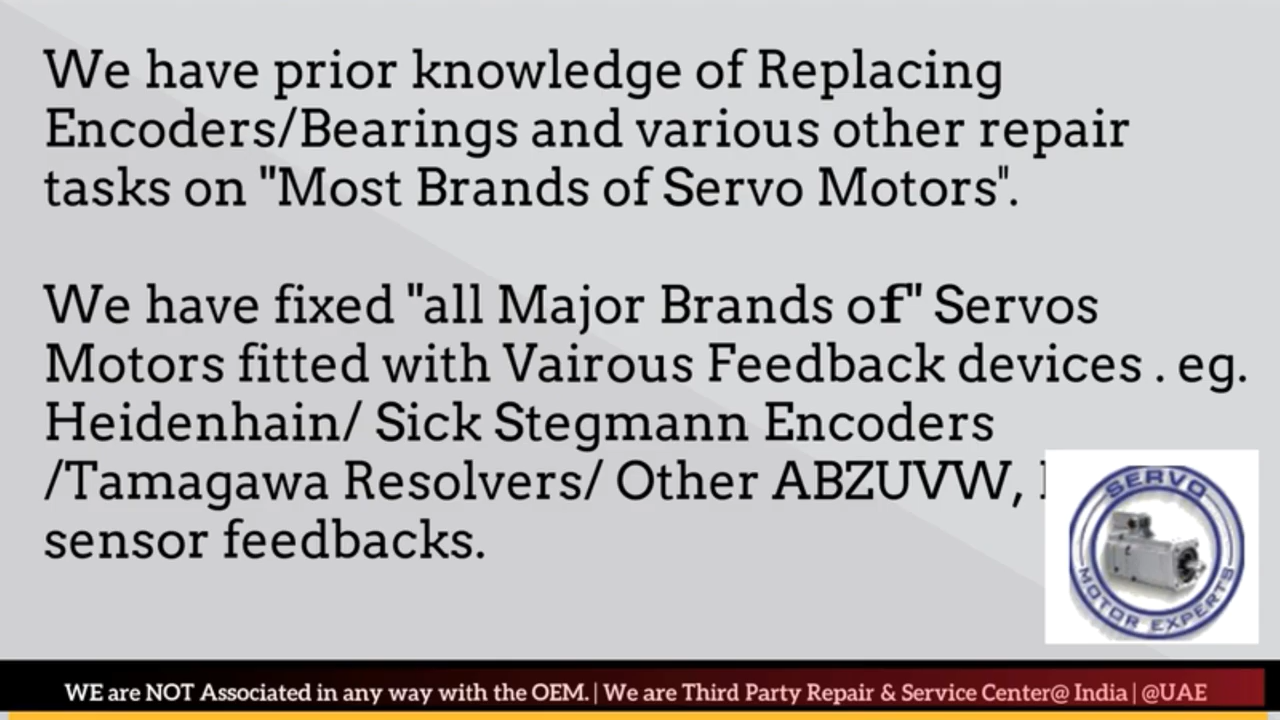 We have prior knowledge of Replacing
Encoders/Bearings and various other repair
tasks on "Most Brands of Servo Motors".
We have fixed "all Major Brands of" Servos
Motors fitted with Vairous Feedback devices . eg.
Heidenhain/ Sick Stegmann Encoders
/Tamagawa Resolvers/ Other ABZUVW,
sensor feedbacks.
SERVO
MOTOR EXPERTS
WE are NOT Associated in any way with the OEM. | We are Third Party Repair & Service Center@ India | @UAE